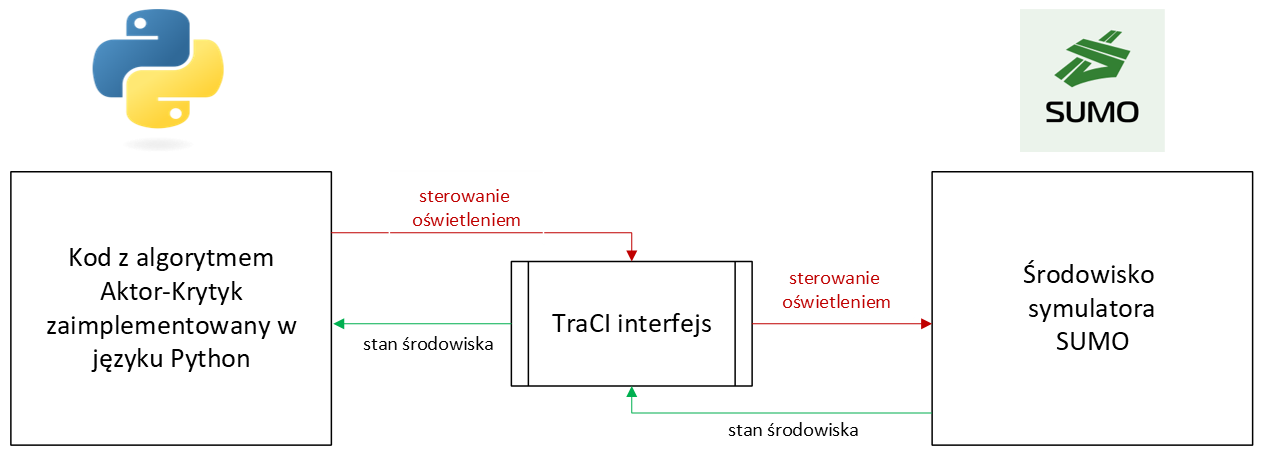 SUMO
sterowanie
oświetleniem
Kod z algorytmem
Aktor-Krytyk
zaimplementowany w
języku Python
stan środowiska
TraCI interfejs
sterowanie
oświetleniem
stan środowiska
Środowisko
symulatora
SUMO